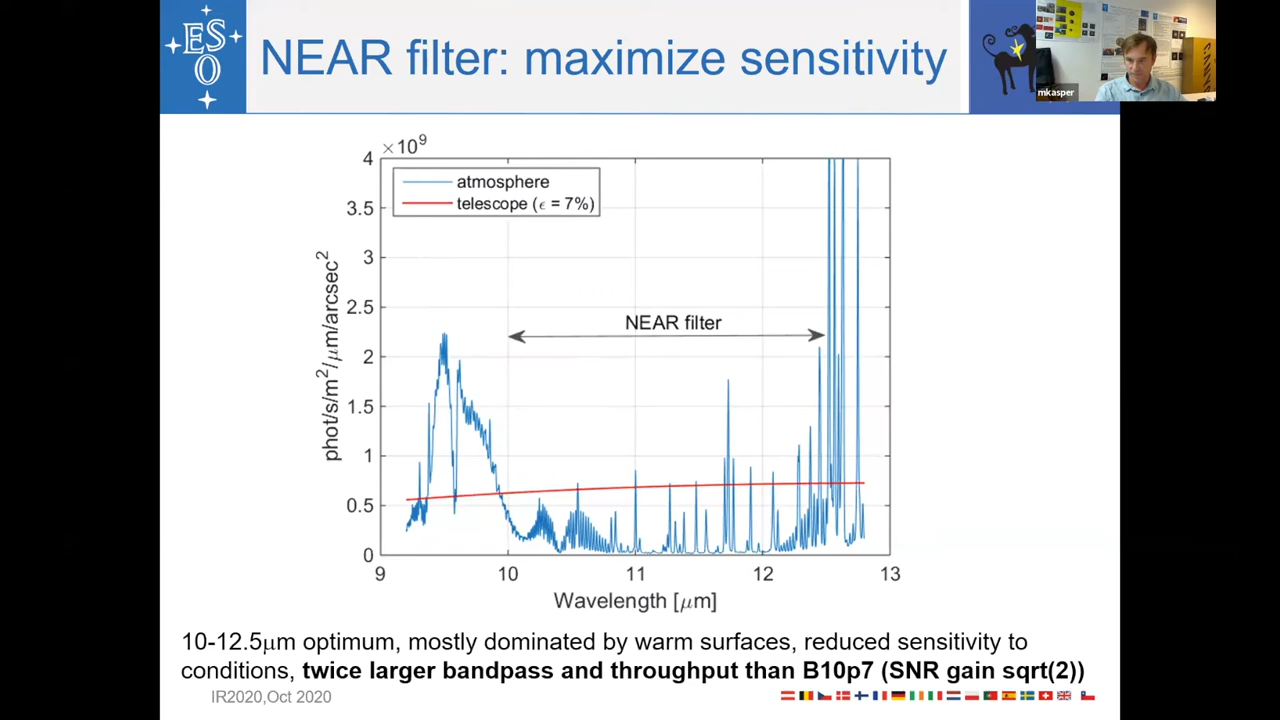 ESO
NEAR filter: maximize sensitivity
mkasper
×10⁹
4
3.5
3
2.5
2
1.5
1
0.5
0
atmosphere
telescope (ϵ = 7%)
NEAR filter
phot/s/m²/μm/arcsec²
9 10 11 12 13
Wavelength [μm]
10-12.5μm optimum, mostly dominated by warm surfaces, reduced sensitivity to
conditions, twice larger bandpass and throughput than B10p7 (SNR gain sqrt(2))
IR2020,Oct 2020